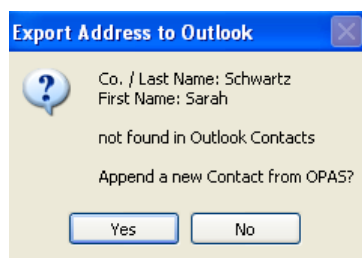 Export Address to Outlook
Co. / Last Name: Schwartz
First Name: Sarah
not found in Outlook Contacts
Append a new Contact from OPAS?
Yes No